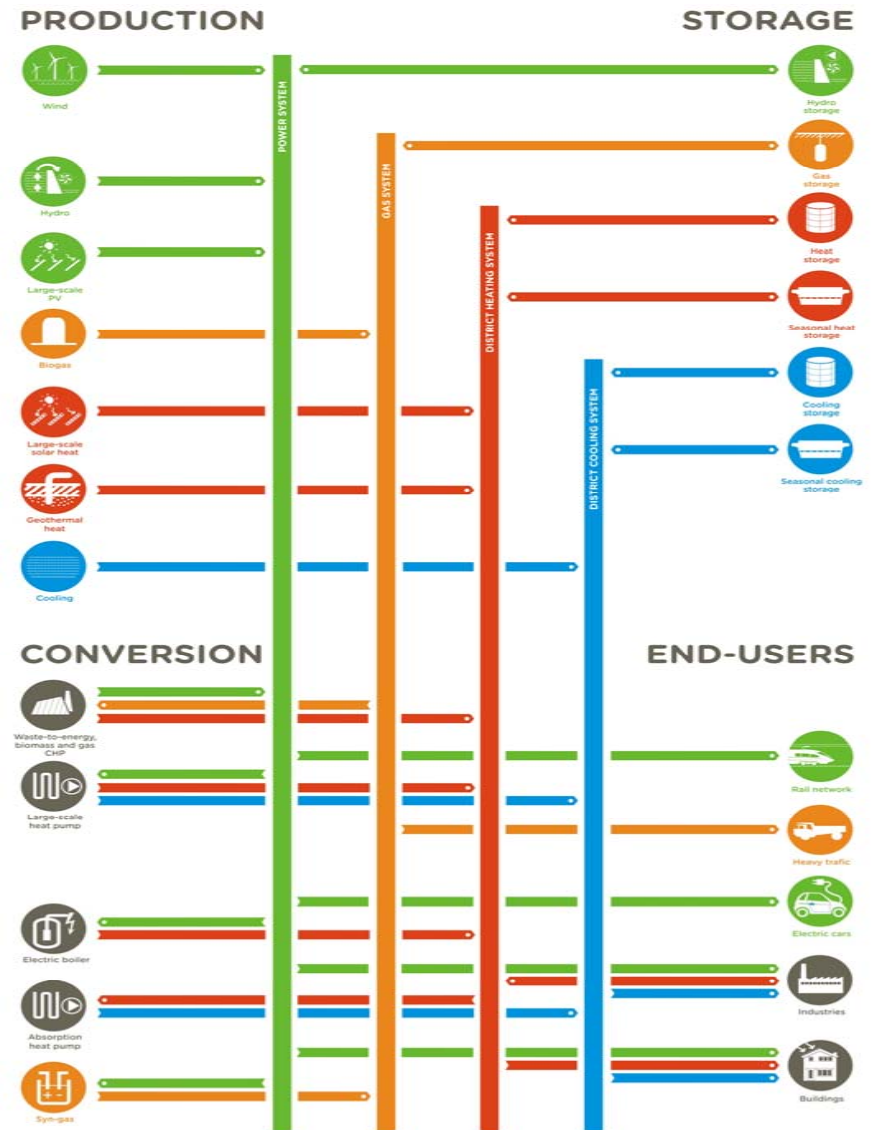 PRODUCTION
STORAGE
Wind
Hydro
storage
POWER SYSTEM
Gas
storage
GAS SYSTEM
Hydro
Heat
storage
Large-scale
PV
DISTRICT HEATING SYSTEM
Seasonal heat
storage
Biogas
Cooling
storage
Large-scale
solar heat
DISTRICT COOLING SYSTEM
Seasonal cooling
storage
Geothermal
heat
Cooling
CONVERSION
END-USERS
Waste-to-energy,
biomass and gas
CHP
Rail network
Large-scale
heat pump
Heavy trafic
Electric cars
Electric boiler
Industries
Absorption
heat pump
Buildings
Syn-gas